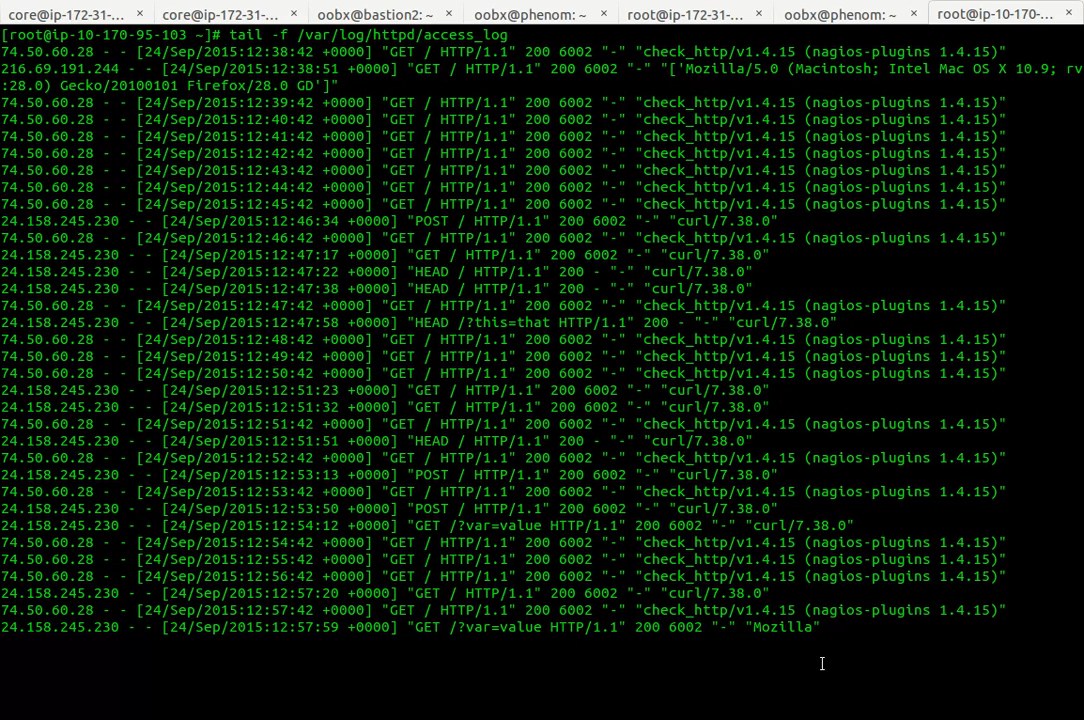 core@ip-172-31-... × core@ip-172-31-... × oobx@bastion2: ~ × oobx@phenom: ~ × root@ip-172-31-... × oobx@phenom: ~ × root@ip-10-170-... ×
[root@ip-10-170-95-103 ~]# tail -f /var/log/httpd/access_log
74.50.60.28 - - [24/Sep/2015:12:38:42 +0000] "GET / HTTP/1.1" 200 6002 "-" "check_http/v1.4.15 (nagios-plugins 1.4.15)"
216.69.191.244 - - [24/Sep/2015:12:38:51 +0000] "GET / HTTP/1.1" 200 6002 "-" "['Mozilla/5.0 (Macintosh; Intel Mac OS X 10.9; rv
:28.0) Gecko/20100101 Firefox/28.0 GD']"
74.50.60.28 - - [24/Sep/2015:12:39:42 +0000] "GET / HTTP/1.1" 200 6002 "-" "check_http/v1.4.15 (nagios-plugins 1.4.15)"
74.50.60.28 - - [24/Sep/2015:12:40:42 +0000] "GET / HTTP/1.1" 200 6002 "-" "check_http/v1.4.15 (nagios-plugins 1.4.15)"
74.50.60.28 - - [24/Sep/2015:12:41:42 +0000] "GET / HTTP/1.1" 200 6002 "-" "check_http/v1.4.15 (nagios-plugins 1.4.15)"
74.50.60.28 - - [24/Sep/2015:12:42:42 +0000] "GET / HTTP/1.1" 200 6002 "-" "check_http/v1.4.15 (nagios-plugins 1.4.15)"
74.50.60.28 - - [24/Sep/2015:12:43:42 +0000] "GET / HTTP/1.1" 200 6002 "-" "check_http/v1.4.15 (nagios-plugins 1.4.15)"
74.50.60.28 - - [24/Sep/2015:12:44:42 +0000] "GET / HTTP/1.1" 200 6002 "-" "check_http/v1.4.15 (nagios-plugins 1.4.15)"
74.50.60.28 - - [24/Sep/2015:12:45:42 +0000] "GET / HTTP/1.1" 200 6002 "-" "check_http/v1.4.15 (nagios-plugins 1.4.15)"
24.158.245.230 - - [24/Sep/2015:12:46:34 +0000] "POST / HTTP/1.1" 200 6002 "-" "curl/7.38.0"
74.50.60.28 - - [24/Sep/2015:12:46:42 +0000] "GET / HTTP/1.1" 200 6002 "-" "check_http/v1.4.15 (nagios-plugins 1.4.15)"
24.158.245.230 - - [24/Sep/2015:12:47:17 +0000] "GET / HTTP/1.1" 200 6002 "-" "curl/7.38.0"
24.158.245.230 - - [24/Sep/2015:12:47:22 +0000] "HEAD / HTTP/1.1" 200 - "-" "curl/7.38.0"
24.158.245.230 - - [24/Sep/2015:12:47:38 +0000] "HEAD / HTTP/1.1" 200 - "-" "curl/7.38.0"
74.50.60.28 - - [24/Sep/2015:12:47:42 +0000] "GET / HTTP/1.1" 200 6002 "-" "check_http/v1.4.15 (nagios-plugins 1.4.15)"
24.158.245.230 - - [24/Sep/2015:12:47:58 +0000] "HEAD /?this=that HTTP/1.1" 200 - "-" "curl/7.38.0"
74.50.60.28 - - [24/Sep/2015:12:48:42 +0000] "GET / HTTP/1.1" 200 6002 "-" "check_http/v1.4.15 (nagios-plugins 1.4.15)"
74.50.60.28 - - [24/Sep/2015:12:49:42 +0000] "GET / HTTP/1.1" 200 6002 "-" "check_http/v1.4.15 (nagios-plugins 1.4.15)"
74.50.60.28 - - [24/Sep/2015:12:50:42 +0000] "GET / HTTP/1.1" 200 6002 "-" "check_http/v1.4.15 (nagios-plugins 1.4.15)"
24.158.245.230 - - [24/Sep/2015:12:51:23 +0000] "GET / HTTP/1.1" 200 6002 "-" "curl/7.38.0"
24.158.245.230 - - [24/Sep/2015:12:51:32 +0000] "GET / HTTP/1.1" 200 6002 "-" "curl/7.38.0"
74.50.60.28 - - [24/Sep/2015:12:51:42 +0000] "GET / HTTP/1.1" 200 6002 "-" "check_http/v1.4.15 (nagios-plugins 1.4.15)"
24.158.245.230 - - [24/Sep/2015:12:51:51 +0000] "HEAD / HTTP/1.1" 200 - "-" "curl/7.38.0"
74.50.60.28 - - [24/Sep/2015:12:52:42 +0000] "GET / HTTP/1.1" 200 6002 "-" "check_http/v1.4.15 (nagios-plugins 1.4.15)"
24.158.245.230 - - [24/Sep/2015:12:53:13 +0000] "POST / HTTP/1.1" 200 6002 "-" "curl/7.38.0"
74.50.60.28 - - [24/Sep/2015:12:53:42 +0000] "GET / HTTP/1.1" 200 6002 "-" "check_http/v1.4.15 (nagios-plugins 1.4.15)"
24.158.245.230 - - [24/Sep/2015:12:53:50 +0000] "POST / HTTP/1.1" 200 6002 "-" "curl/7.38.0"
24.158.245.230 - - [24/Sep/2015:12:54:12 +0000] "GET /?var=value HTTP/1.1" 200 6002 "-" "curl/7.38.0"
74.50.60.28 - - [24/Sep/2015:12:54:42 +0000] "GET / HTTP/1.1" 200 6002 "-" "check_http/v1.4.15 (nagios-plugins 1.4.15)"
74.50.60.28 - - [24/Sep/2015:12:55:42 +0000] "GET / HTTP/1.1" 200 6002 "-" "check_http/v1.4.15 (nagios-plugins 1.4.15)"
74.50.60.28 - - [24/Sep/2015:12:56:42 +0000] "GET / HTTP/1.1" 200 6002 "-" "check_http/v1.4.15 (nagios-plugins 1.4.15)"
24.158.245.230 - - [24/Sep/2015:12:57:20 +0000] "GET / HTTP/1.1" 200 6002 "-" "curl/7.38.0"
74.50.60.28 - - [24/Sep/2015:12:57:42 +0000] "GET / HTTP/1.1" 200 6002 "-" "check_http/v1.4.15 (nagios-plugins 1.4.15)"
24.158.245.230 - - [24/Sep/2015:12:57:59 +0000] "GET /?var=value HTTP/1.1" 200 6002 "-" "Mozilla"